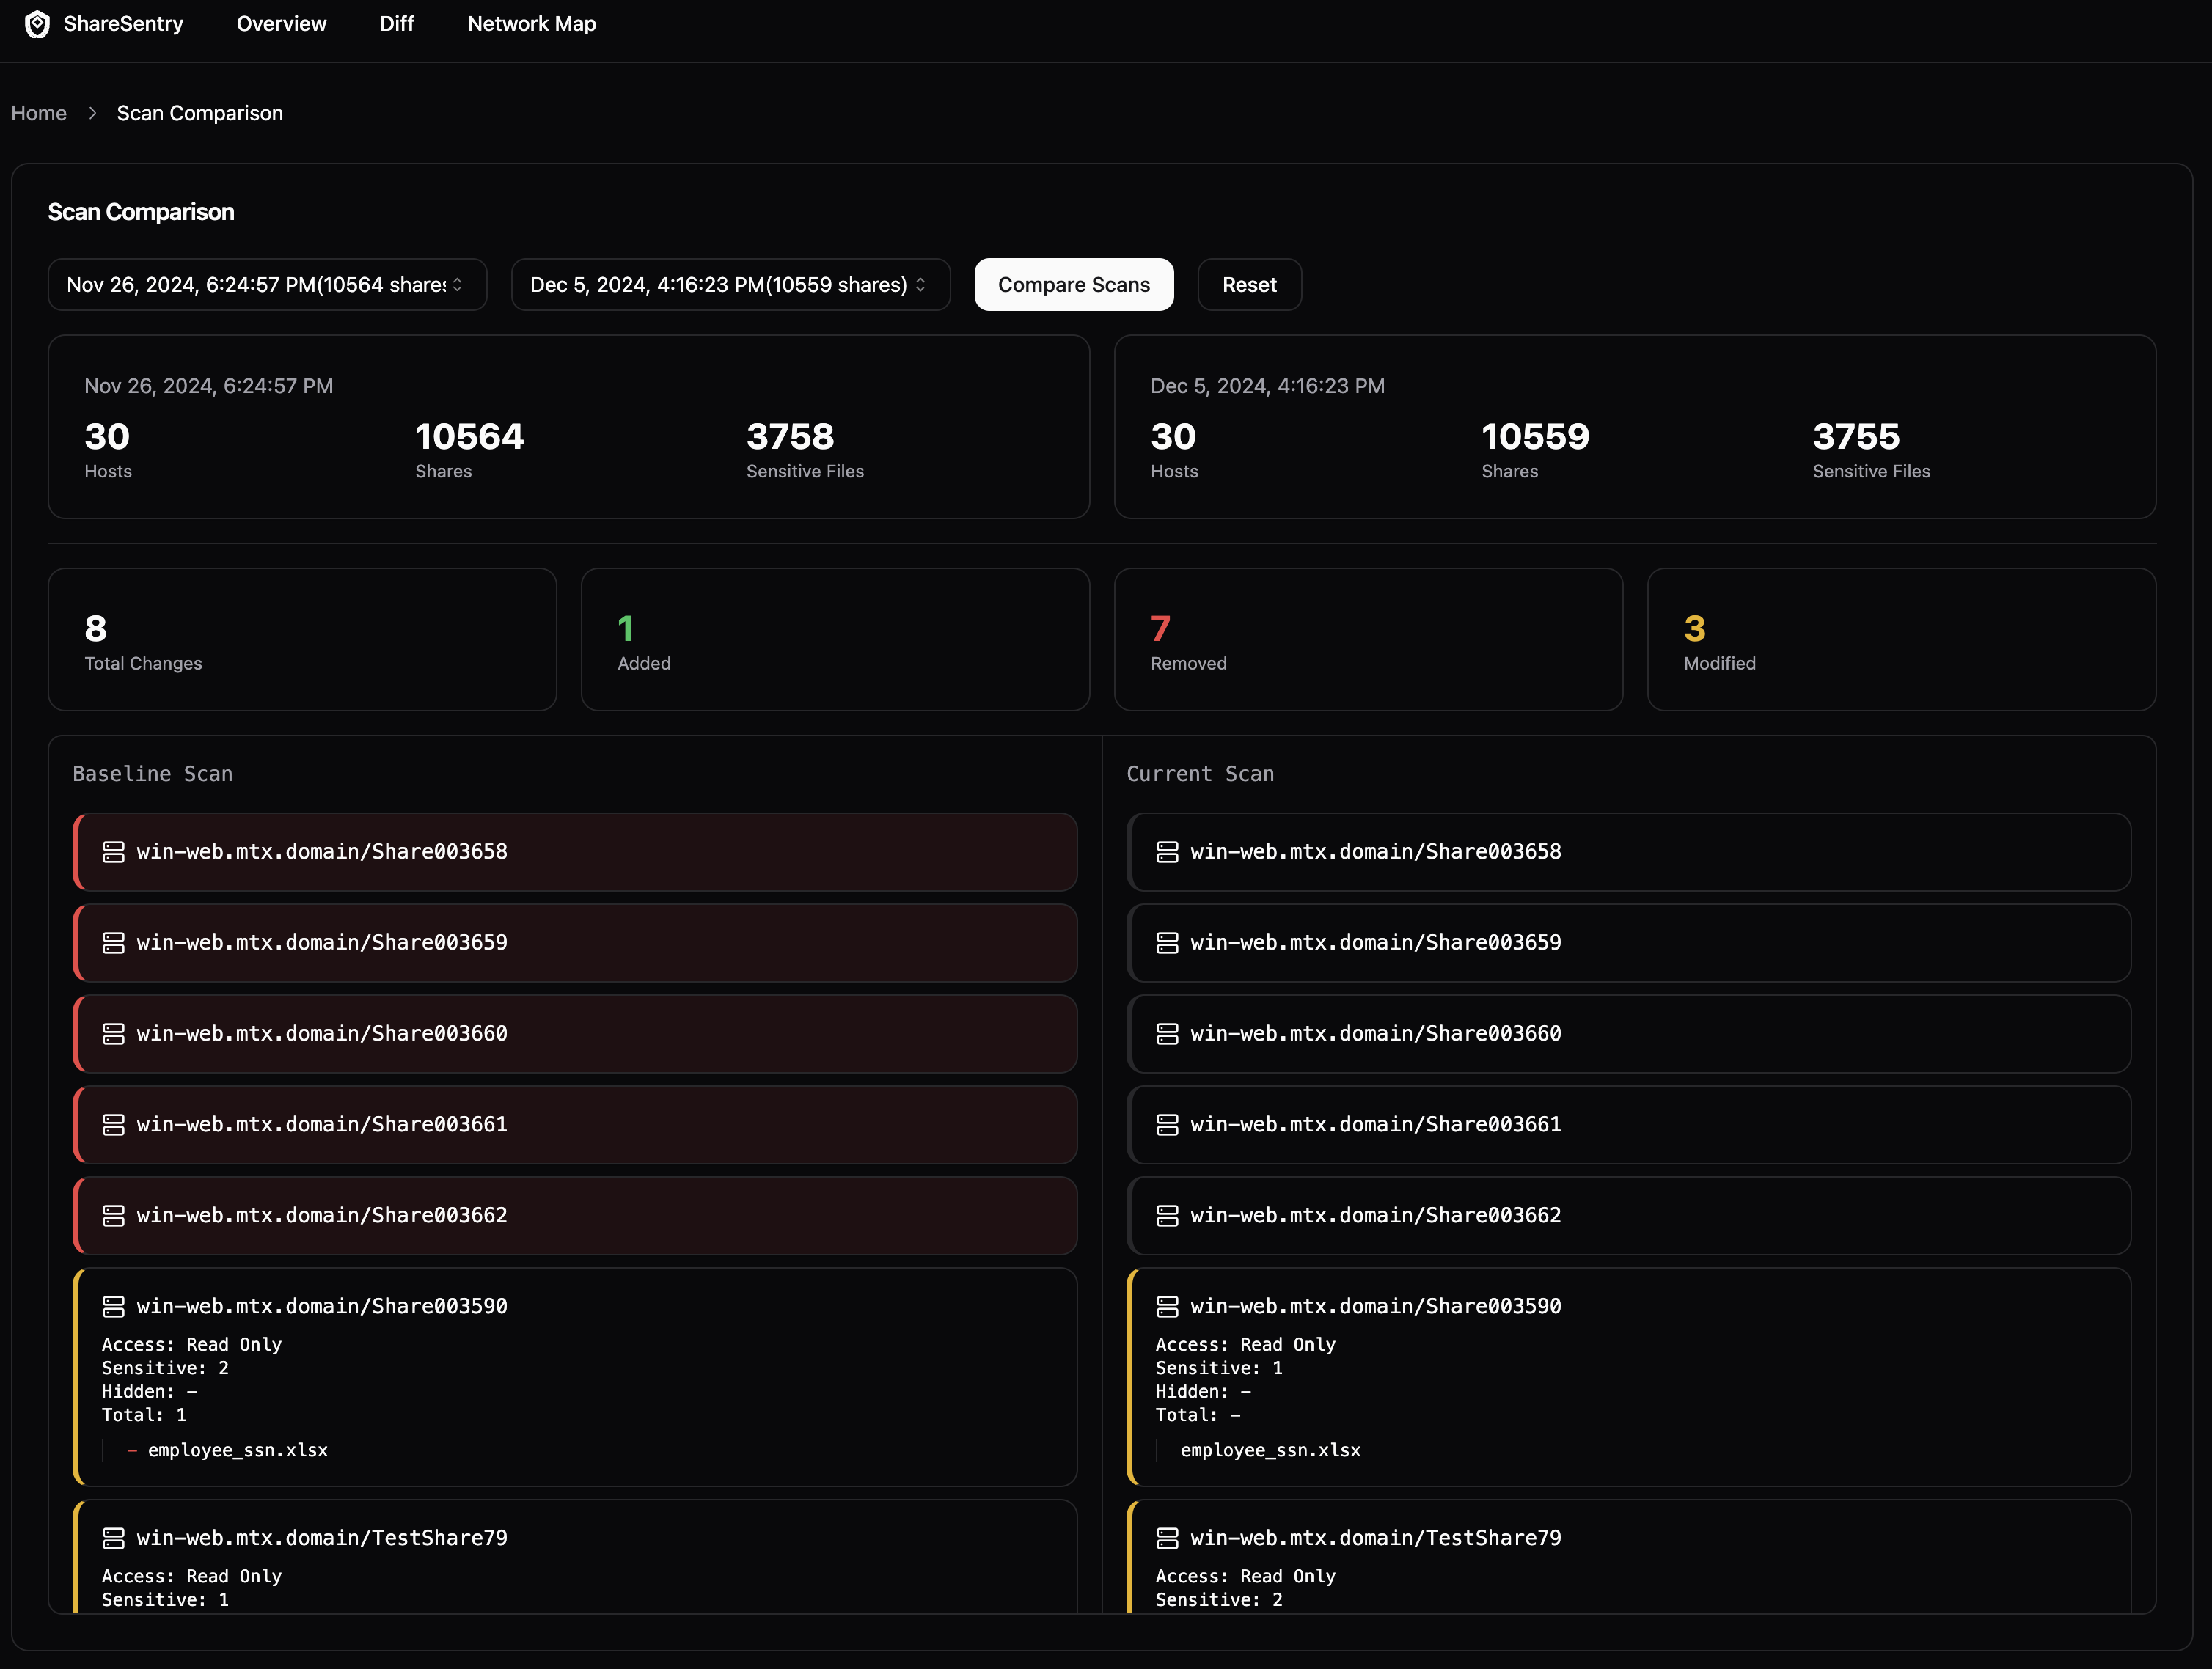 ShareSentry Overview Diff Network Map
Home > Scan Comparison
Scan Comparison
Nov 26, 2024, 6:24:57 PM(10564 shares Dec 5, 2024, 4:16:23 PM(10559 shares) Compare Scans Reset
Nov 26, 2024, 6:24:57 PM
30 10564 3758
Hosts Shares Sensitive Files
Dec 5, 2024, 4:16:23 PM
30 10559 3755
Hosts Shares Sensitive Files
8
Total Changes
1
Added
7
Removed
3
Modified
Baseline Scan
win-web.mtx.domain/Share003658
win-web.mtx.domain/Share003659
win-web.mtx.domain/Share003660
win-web.mtx.domain/Share003661
win-web.mtx.domain/Share003662
win-web.mtx.domain/Share003590
Access: Read Only
Sensitive: 2
Hidden: -
Total: 1
- employee_ssn.xlsx
win-web.mtx.domain/TestShare79
Access: Read Only
Sensitive: 1
Current Scan
win-web.mtx.domain/Share003658
win-web.mtx.domain/Share003659
win-web.mtx.domain/Share003660
win-web.mtx.domain/Share003661
win-web.mtx.domain/Share003662
win-web.mtx.domain/Share003590
Access: Read Only
Sensitive: 1
Hidden: -
Total: -
employee_ssn.xlsx
win-web.mtx.domain/TestShare79
Access: Read Only
Sensitive: 2